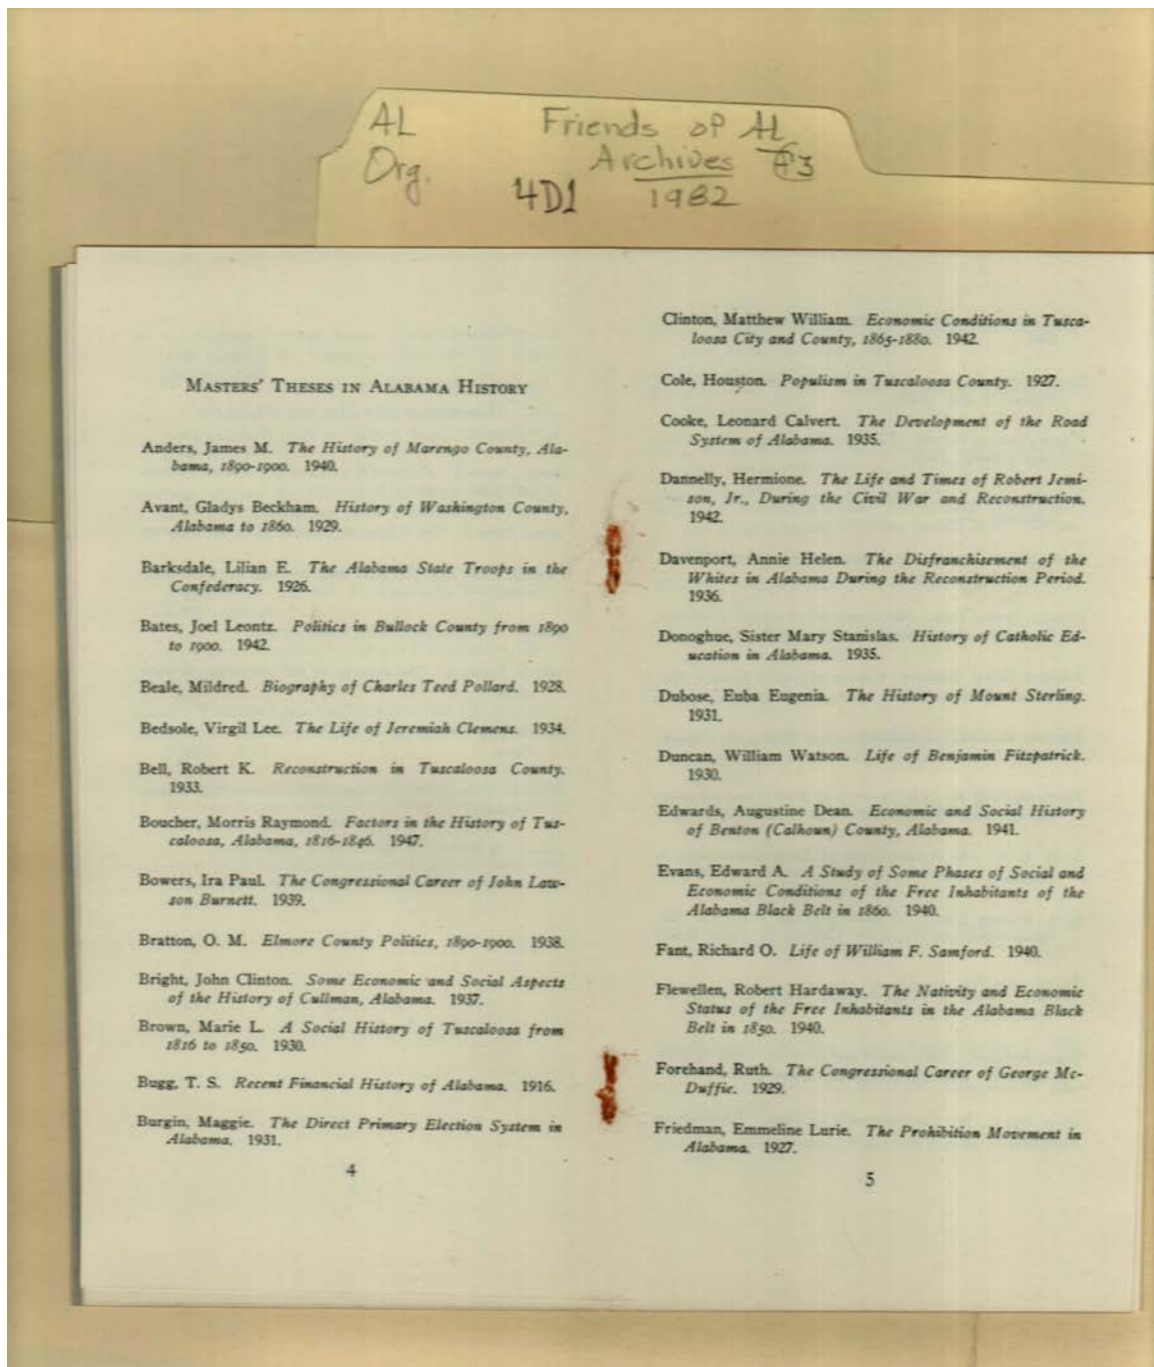 AL
Org.
Friends of AL
Archives
1982
4D1
MASTERS' THESES IN ALABAMA HISTORY
Anders, James M. The History of Marengo County, Ala-
bama, 1890-1900. 1940.
Avant, Gladys Beckham. History of Washington County,
Alabama to 1860. 1929.
Barksdale, Lilian E. The Alabama State Troops in the
Confederacy. 1926.
Bates, Joel Leontz. Politics in Bullock County from 1890
to 1900. 1942.
Beale, Mildred. Biography of Charles Teed Pollard. 1928.
Bedsole, Virgil Lee. The Life of Jeremiah Clemens. 1934.
Bell, Robert K. Reconstruction in Tuscaloosa County.
1933.
Boucher, Morris Raymond. Factors in the History of Tus-
caloosa, Alabama, 1816-1846. 1947.
Bowers, Ira Paul. The Congressional Career of John Law-
son Burnett. 1939.
Bratton, O. M. Elmore County Politics, 1890-1900. 1938.
Bright, John Clinton. Some Economic and Social Aspects
of the History of Cullman, Alabama. 1937.
Brown, Marie L. A Social History of Tuscaloosa from
1816 to 1850. 1930.
Bugg, T. S. Recent Financial History of Alabama. 1916.
Burgin, Maggie. The Direct Primary Election System in
Alabama. 1931.
4
Clinton, Matthew William. Economic Conditions in Tusca-
loosa City and County, 1865-1880. 1942.
Cole, Houston. Populism in Tuscaloosa County. 1927.
Cooke, Leonard Calvert. The Development of the Road
System of Alabama. 1935.
Dannelly, Hermione. The Life and Times of Robert Jemi-
son, Jr., During the Civil War and Reconstruction.
1942.
Davenport, Annie Helen. The Disfranchisement of the
Whites in Alabama During the Reconstruction Period.
1936.
Donoghue, Sister Mary Stanislas. History of Catholic Ed-
ucation in Alabama. 1935.
Dubose, Euba Eugenia. The History of Mount Sterling.
1931.
Duncan, William Watson. Life of Benjamin Fitzpatrick.
1930.
Edwards, Augustine Dean. Economic and Social History
of Benton (Calhoun) County, Alabama. 1941.
Evans, Edward A. A Study of Some Phases of Social and
Economic Conditions of the Free Inhabitants of the
Alabama Black Belt in 1860. 1940.
Fant, Richard O. Life of William F. Samford. 1940.
Flewellen, Robert Hardaway. The Nativity and Economic
Status of the Free Inhabitants in the Alabama Black
Belt in 1850. 1940.
Forehand, Ruth. The Congressional Career of George Mc-
Duffie. 1929.
Friedman, Emmeline Lurie. The Prohibition Movement in
Alabama. 1927.
5